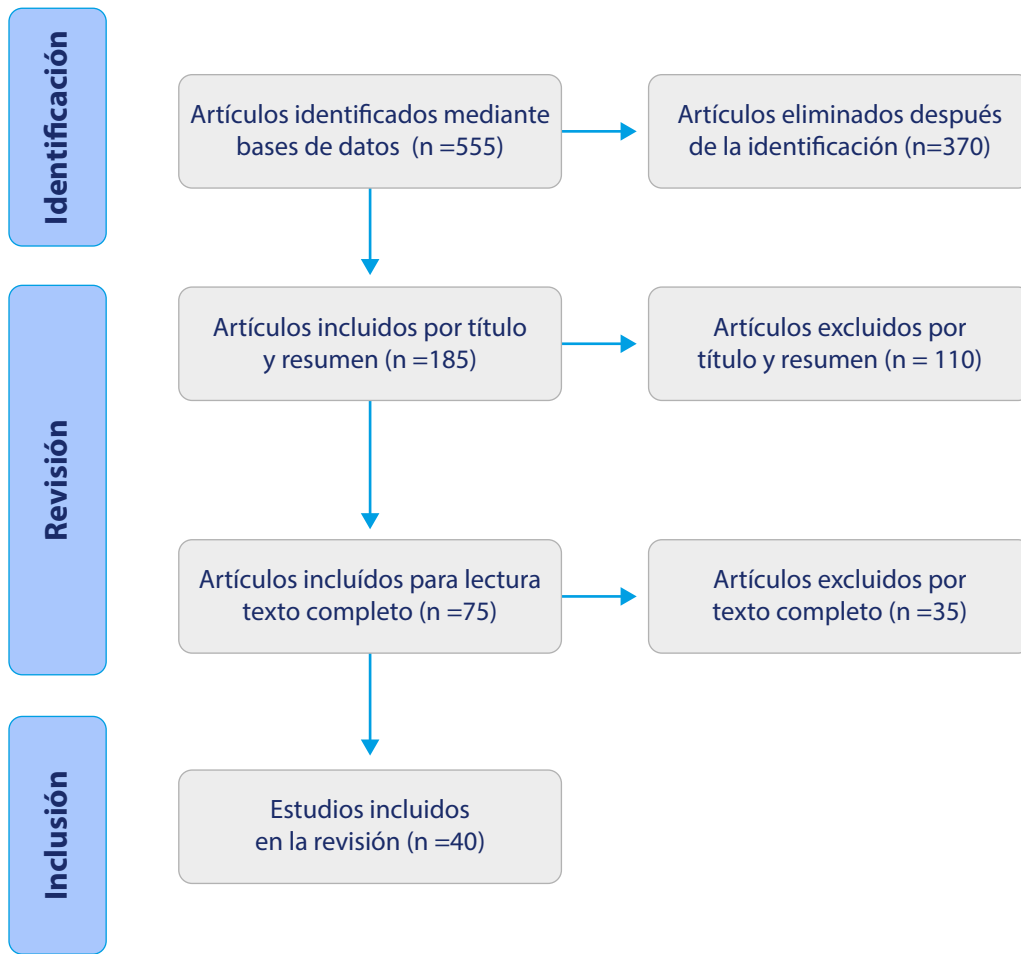 Identificación
Artículos identificados mediante
bases de datos (n =555)
Artículos eliminados después
de la identificación (n=370)
Revisión
Artículos incluidos por título
y resumen (n =185)
Artículos excluidos por
título y resumen (n = 110)
Artículos incluídos para lectura
texto completo (n =75)
Artículos excluidos por
texto completo (n =35)
Inclusión
Estudios incluidos
en la revisión (n =40)